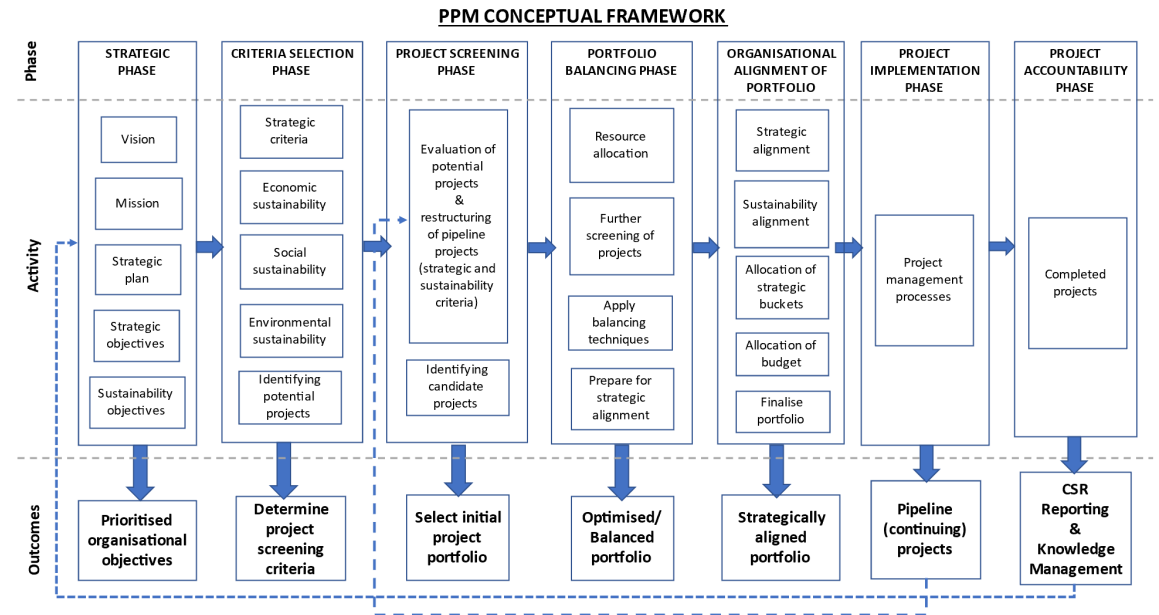 PPM CONCEPTUAL FRAMEWORK
Phase
STRATEGIC
PHASE
CRITERIA SELECTION
PHASE
PROJECT SCREENING
PHASE
PORTFOLIO
BALANCING PHASE
ORGANISATIONAL
ALIGNMENT OF
PORTFOLIO
PROJECT
IMPLEMENTATION
PHASE
PROJECT
ACCOUNTABILITY
PHASE
Activity
Vision
Mission
Strategic
plan
Strategic
objectives
Sustainability
objectives
Strategic
criteria
Economic
sustainability
Social
sustainability
Environmental
sustainability
Identifying
potential
projects
Evaluation of
potential
projects
&
restructuring
of pipeline
projects
(strategic and
sustainability
criteria)
Identifying
candidate
projects
Resource
allocation
Further
screening of
projects
Apply
balancing
techniques
Prepare for
strategic
alignment
Strategic
alignment
Sustainability
alignment
Allocation of
strategic
buckets
Allocation of
budget
Finalise
portfolio
Project
management
processes
Completed
projects
Outcomes
Prioritised
organisational
objectives
Determine
project
screening
criteria
Select initial
project
portfolio
Optimised/
Balanced
portfolio
Strategically
aligned
portfolio
Pipeline
(continuing)
projects
CSR
Reporting
&
Knowledge
Management